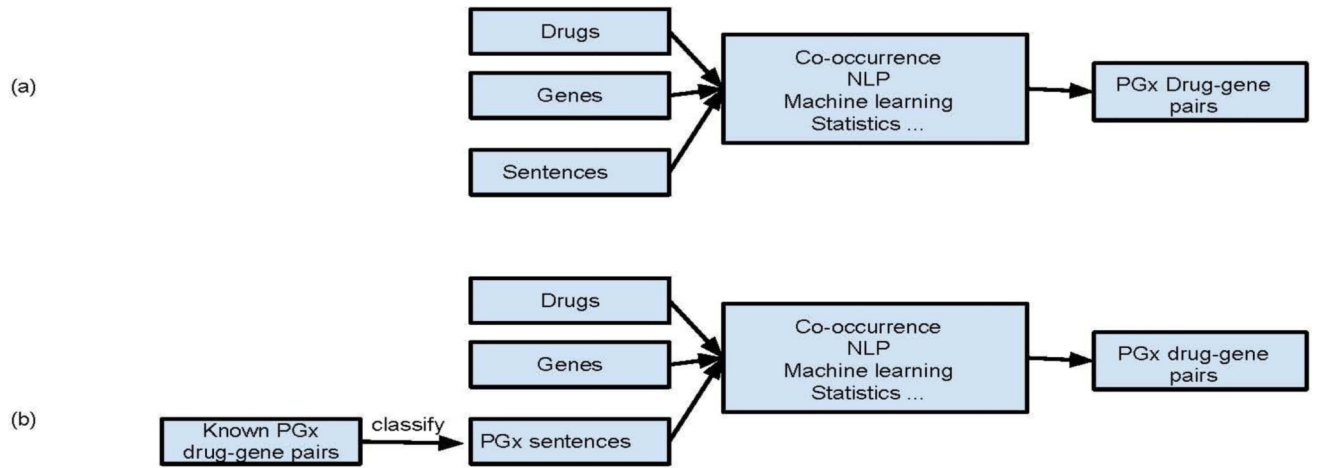 (a)
Drugs
Genes
Sentences
Co-occurrence
NLP
Machine learning
Statistics ...
PGx Drug-gene
pairs
(b)
Known PGx
drug-gene pairs
classify
Drugs
Genes
PGx sentences
Co-occurrence
NLP
Machine learning
Statistics ...
PGx drug-gene
pairs